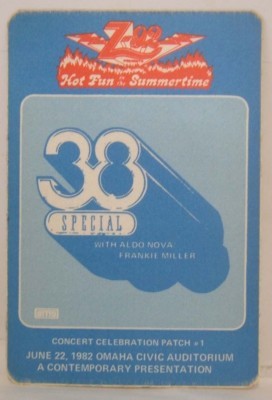 Z-92
Hot Fun in the Summertime
38
SPECIAL
WITH ALDO NOVA
FRANKIE MILLER
CONCERT CELEBRATION PATCH #1
JUNE 22, 1982 OMAHA CIVIC AUDITORIUM
A CONTEMPORARY PRESENTATION